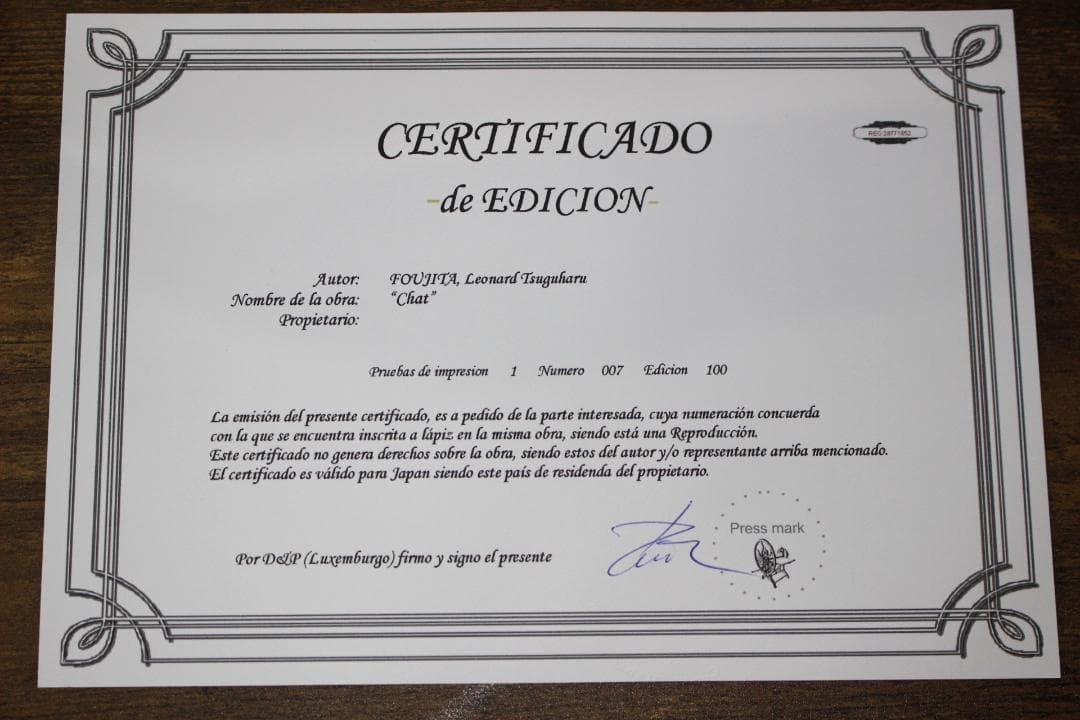 CERTIFICADO
REG:28771852
-de EDICION-
Autor: FOUJITA, Leonard Tsuguharu
Nombre de la obra: "Chat"
Propietario:
Pruebas de impresion 1 Numero 007 Edicion 100
La emisión del presente certificado, es a pedido de la parte interesada, cuya numeración concuerda
con la que se encuentra inscrita a lápiz en la misma obra, siendo está una Reproducción.
Este certificado no genera derechos sobre la obra, siendo estos del autor y/o representante arriba mencionado.
El certificado es válido para Japan siendo este país de residenda del propietario.
Press mark
Por D&P (Luxemburgo) firmo y signo el presente